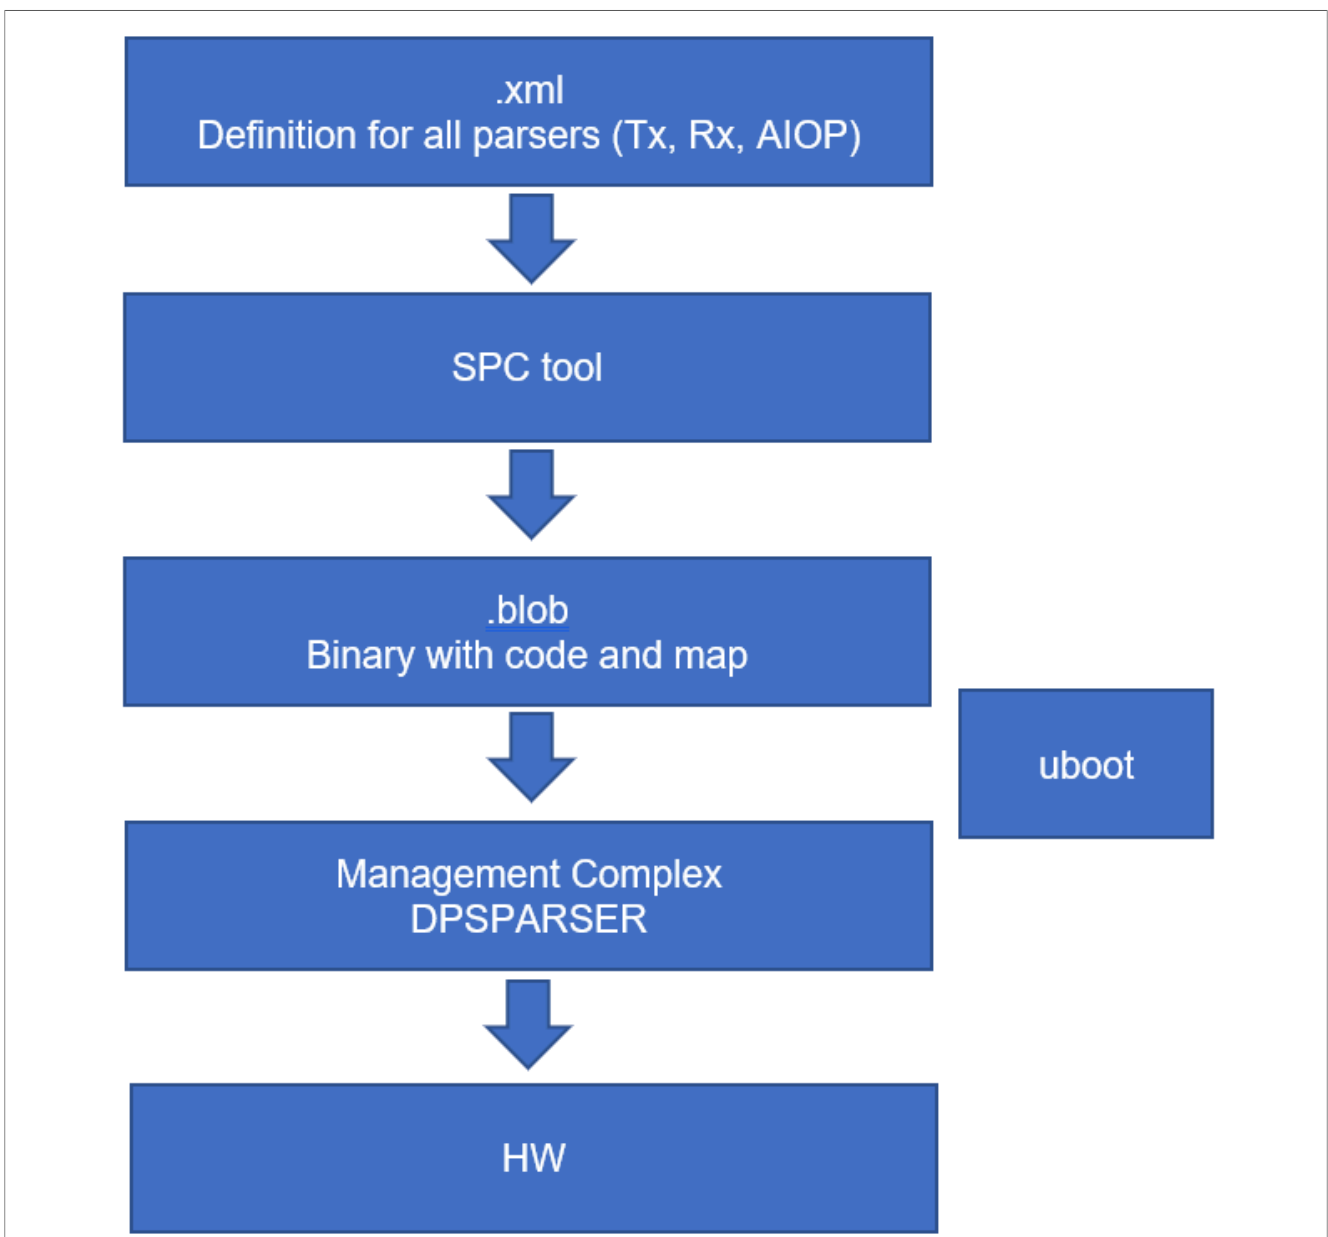 .xml
Definition for all parsers (Tx, Rx, AIOP)
SPC tool
.blob
Binary with code and map
uboot
Management Complex
DPSPARSER
HW